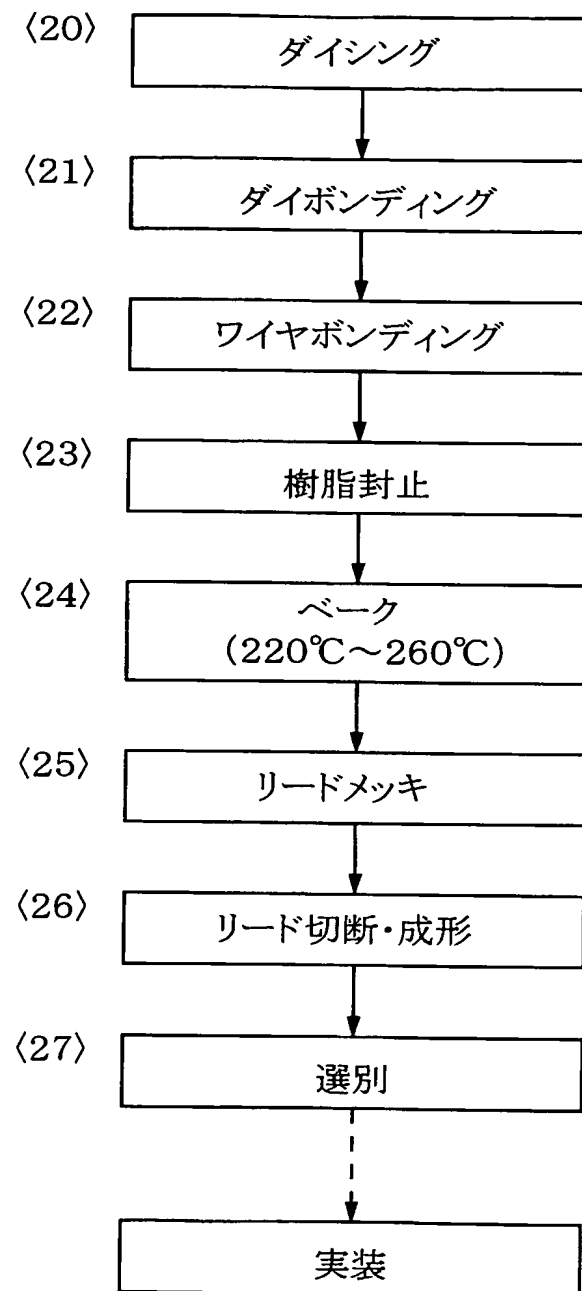 〈20〉
ダイシング
〈21〉
ダイボンディング
〈22〉
ワイヤボンディング
〈23〉
樹脂封止
〈24〉
ベーク
(220℃～260℃)
〈25〉
リードメッキ
〈26〉
リード切断・成形
〈27〉
選別
実装